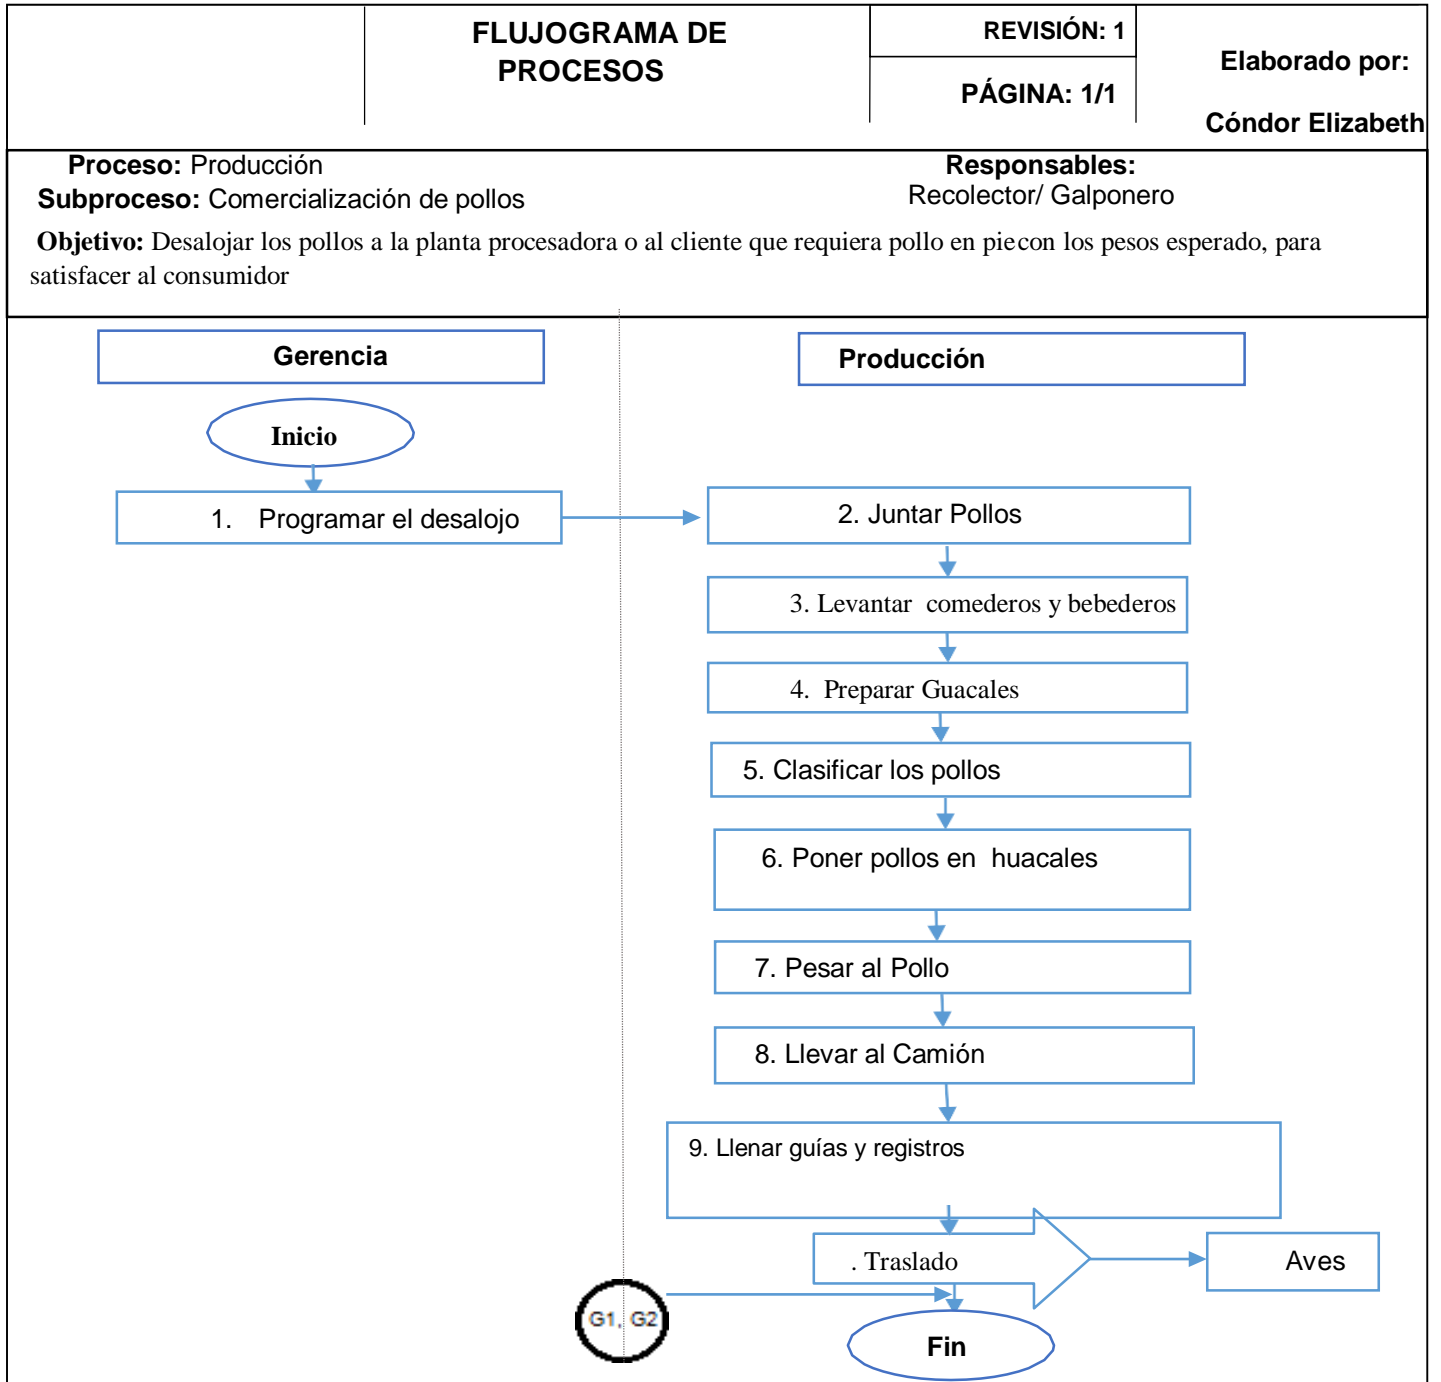 FLUJOGRAMA DE
PROCESOS
REVISIÓN: 1
PÁGINA: 1/1
Elaborado por:
Cóndor Elizabeth
Proceso: Producción
Subproceso: Comercialización de pollos
Responsables:
Recolector/ Galponero
Objetivo: Desalojar los pollos a la planta procesadora o al cliente que requiera pollo en piecon los pesos esperado, para
satisfacer al consumidor
Gerencia
Producción
Inicio
1. Programar el desalojo
2. Juntar Pollos
3. Levantar comederos y bebederos
4. Preparar Guacales
5. Clasificar los pollos
6. Poner pollos en huacales
7. Pesar al Pollo
8. Llevar al Camión
9. Llenar guías y registros
. Traslado
Aves
G1, G2
Fin